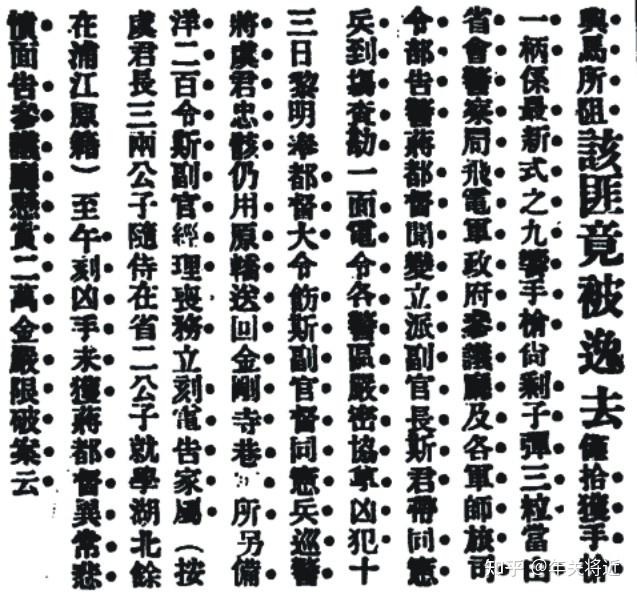 與馬所阻該匪竟被逸去僅拾獲手槍
一柄係最新式之九響手槍尙剩子彈三粒當由
省會警察局飛電軍政府參議廳及各軍師旅司
令部告警蔣都督聞變立派副官長斯君帶同憲
兵到場查勘一面電令各警區嚴密協拿凶犯十
三日黎明奉都督大令飭斯副官督同憲兵巡警
將虞君忠骸仍用原轎送回金剛寺巷 所另備
洋二百令斯副官經理喪務立刻電告家屬（按
虞君長三兩公子隨侍在省二公子就學湖北餘
在浦江原籍）至午刻凶手未獲蔣都督異常悲
憤面告參議廳懸賞二萬金嚴限破案云
知乎 @年关将近